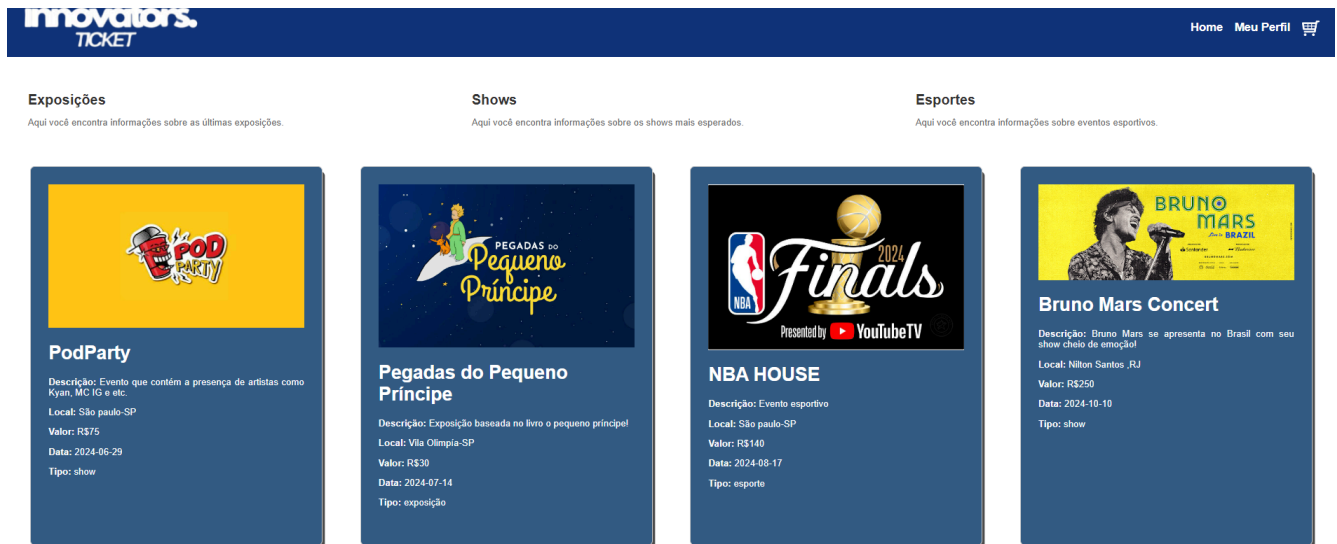 innovators.
TICKET
Home Meu Perfil
Exposições
Aqui você encontra informações sobre as últimas exposições.
Shows
Aqui você encontra informações sobre os shows mais esperados.
Esportes
Aqui você encontra informações sobre eventos esportivos.
POD
PARTY
PodParty
Descrição: Evento que contém a presença de artistas como
Kyan, MC IG e etc.
Local: São paulo-SP
Valor: R$75
Data: 2024-06-29
Tipo: show
PEGADAS DO
Pequeno
Príncipe
Pegadas do Pequeno
Príncipe
Descrição: Exposição baseada no livro o pequeno príncipe!
Local: Vila Olimpía-SP
Valor: R$30
Data: 2024-07-14
Tipo: exposição
2024
Finals
NBA
Presented by YouTubeTV
NBA HOUSE
Descrição: Evento esportivo
Local: São paulo-SP
Valor: R$140
Data: 2024-08-17
Tipo: esporte
BRUNO
MARS
Live in BRAZIL
Santander
Bruno Mars Concert
Descrição: Bruno Mars se apresenta no Brasil com seu
show cheio de emoção!
Local: Nilton Santos ,RJ
Valor: R$250
Data: 2024-10-10
Tipo: show